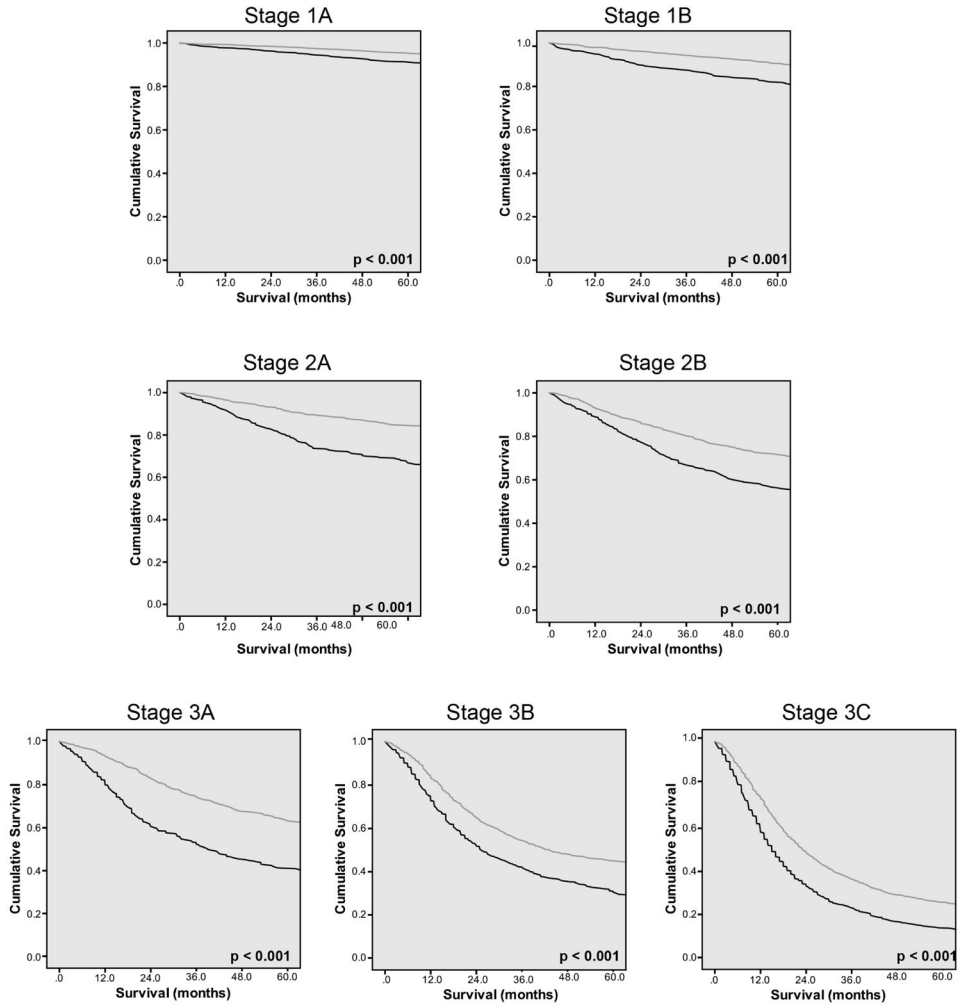 Stage 1A
Cumulative Survival
1.0
0.8
0.6
0.4
0.2
0.0
p < 0.001
.0 12.0 24.0 36.0 48.0 60.0
Survival (months)
Stage 1B
Cumulative Survival
1.0
0.8
0.6
0.4
0.2
0.0
p < 0.001
.0 12.0 24.0 36.0 48.0 60.0
Survival (months)
Stage 2A
Cumulative Survival
1.0
0.8
0.6
0.4
0.2
0.0
p < 0.001
.0 12.0 24.0 36.0 48.0 60.0
Survival (months)
Stage 2B
Cumulative Survival
1.0
0.8
0.6
0.4
0.2
0.0
p < 0.001
.0 12.0 24.0 36.0 48.0 60.0
Survival (months)
Stage 3A
Cumulative Survival
1.0
0.8
0.6
0.4
0.2
0.0
p < 0.001
.0 12.0 24.0 36.0 48.0 60.0
Survival (months)
Stage 3B
Cumulative Survival
1.0
0.8
0.6
0.4
0.2
0.0
p < 0.001
.0 12.0 24.0 36.0 48.0 60.0
Survival (months)
Stage 3C
Cumulative Survival
1.0
0.8
0.6
0.4
0.2
0.0
p < 0.001
.0 12.0 24.0 36.0 48.0 60.0
Survival (months)